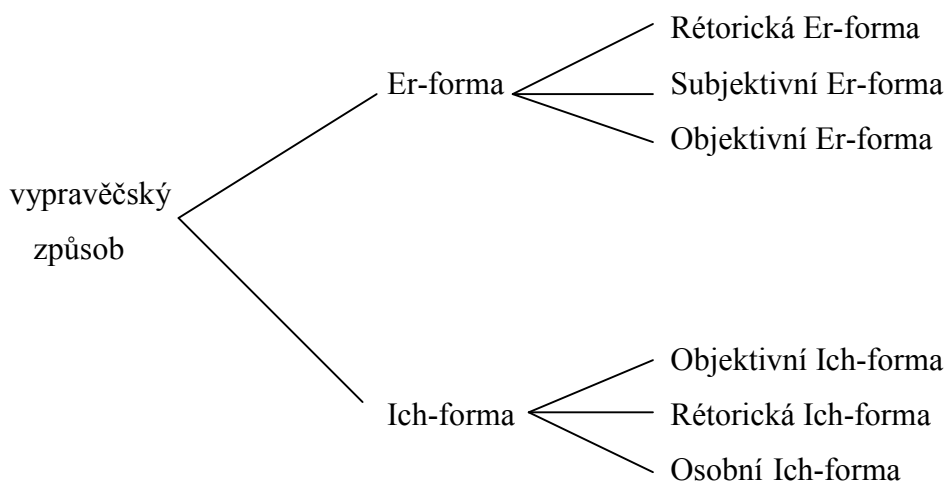 Rétorická Er-forma
Er-forma
Subjektivní Er-forma
Objektivní Er-forma
vypravěčský
způsob
Objektivní Ich-forma
Ich-forma
Rétorická Ich-forma
Osobní Ich-forma